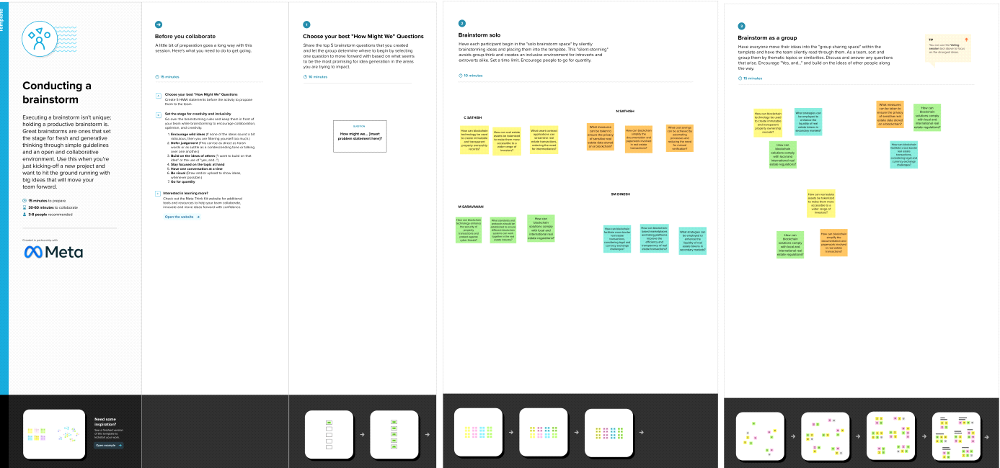 Template
Conducting a
brainstorm
Executing a brainstorm isn't unique;
holding a productive brainstorm is.
Great brainstorms are ones that set
the stage for fresh and generative
thinking through simple guidelines
and an open and collaborative
environment. Use this when you're
just kicking-off a new project and
want to hit the ground running with
big ideas that will move your
team forward.
15 minutes to prepare
30-60 minutes to collaborate
3-8 people recommended
Created in partnership with
Meta
Need some
inspiration?
See a finished version
of this template to
kickstart your work.
Open example
Before you collaborate
A little bit of preparation goes a long way with this
session. Here's what you need to do to get going.
15 minutes
Choose your best "How Might We" Questions
Create 5 HMW statements before the activity to propose
them to the team.
Set the stage for creativity and inclusivity
Go over the brainstorming rules and keep them in front of
your team while brainstorming to encourage collaboration,
optimism, and creativity.
1. Encourage wild ideas (If none of the ideas sound a bit
ridiculous, then you are filtering yourself too much.)
2. Defer judgement (This can be as direct as harsh
words or as subtle as a condescending tone or talking
over one another)
3. Build on the ideas of others ("I want to build on that
idea" or the use of "yes, and...")
4. Stay focused on the topic at hand
5. Have one conversation at a time
6. Be visual (Draw and/or upload to show ideas,
whenever possible.)
7. Go for quantity
Interested in learning more?
Check out the Meta Think Kit website for additional
tools and resources to help your team collaborate,
innovate and move ideas forward with confidence.
Open the website
1
Choose your best "How Might We" Questions
Share the top 5 brainstorm questions that you created
and let the group determine where to begin by selecting
one question to move forward with based on what seems
to be the most promising for idea generation in the areas
you are trying to impact.
10 minutes
QUESTION
How might we... [insert
problem statement here]?
2
Brainstorm solo
Have each participant begin in the "solo brainstorm space" by silently
brainstorming ideas and placing them into the template. This "silent-storming"
avoids group-think and creates an inclusive environment for introverts and
extroverts alike. Set a time limit. Encourage people to go for quantity.
10 minutes
C SATHISH
How can blockchain
technology be used
to create immutable
and transparent
property ownership
records?
How can real estate
assets be tokenized
to make them more
accessible to a
wider range of
investors?
What smart contract
applications can
streamline real
estate transactions,
reducing the need
for intermediaries?
N SATHISH
What measures
can be taken to
ensure the privacy
of sensitive real
estate data stored
on a blockchain?
How can blockchain
simplify the
documentation and
paperwork involved
in real estate
transactions?
What cost savings
can be achieved by
automating
processes and
reducing the need
for manual
verification?
M SARAVANAN
How can blockchain
technology enhance
the security of
property
transactions and
protect against
cyber threats?
What standards and
protocols should be
established to ensure
different blockchain
systems can work
together in the real
estate industry?
How can
blockchain
solutions comply
with local and
international real
estate regulations?
SM DINESH
How can blockchain
facilitate cross-border
real estate
transactions,
considering legal and
currency exchange
challenges?
How can blockchain
based marketplaces
and listing platforms
improve the
efficiency and
transparency of real
estate transactions?
What strategies can
be employed to
enhance the
liquidity of real
estate tokens in
secondary markets?
3
Brainstorm as a group
Have everyone move their ideas into the "group sharing space" within the
template and have the team silently read through them. As a team, sort and
group them by thematic topics or similarities. Discuss and answer any questions
that arise. Encourage "Yes, and..." and build on the ideas of other people along
the way.
15 minutes
TIP
You can use the Voting
session tool above to focus
on the strongest ideas.
How can blockchain
technology be used
to create immutable
and transparent
property ownership
records?
What strategies can
be employed to
enhance the
liquidity of real
estate tokens in
secondary markets?
How can
blockchain
solutions comply
with local and
international real
estate regulations?
What measures
can be taken to
ensure the privacy
of sensitive real
estate data stored
on a blockchain?
How can
blockchain
solutions comply
with local and
international real
estate regulations?
How can blockchain
facilitate cross-border
real estate
transactions,
considering legal and
currency exchange
challenges?
How can real estate
assets be tokenized
to make them more
accessible to a
wider range of
investors?
How can
blockchain
solutions comply
with local and
international real
estate regulations?
How can blockchain
simplify the
documentation and
paperwork involved
in real estate
transactions?